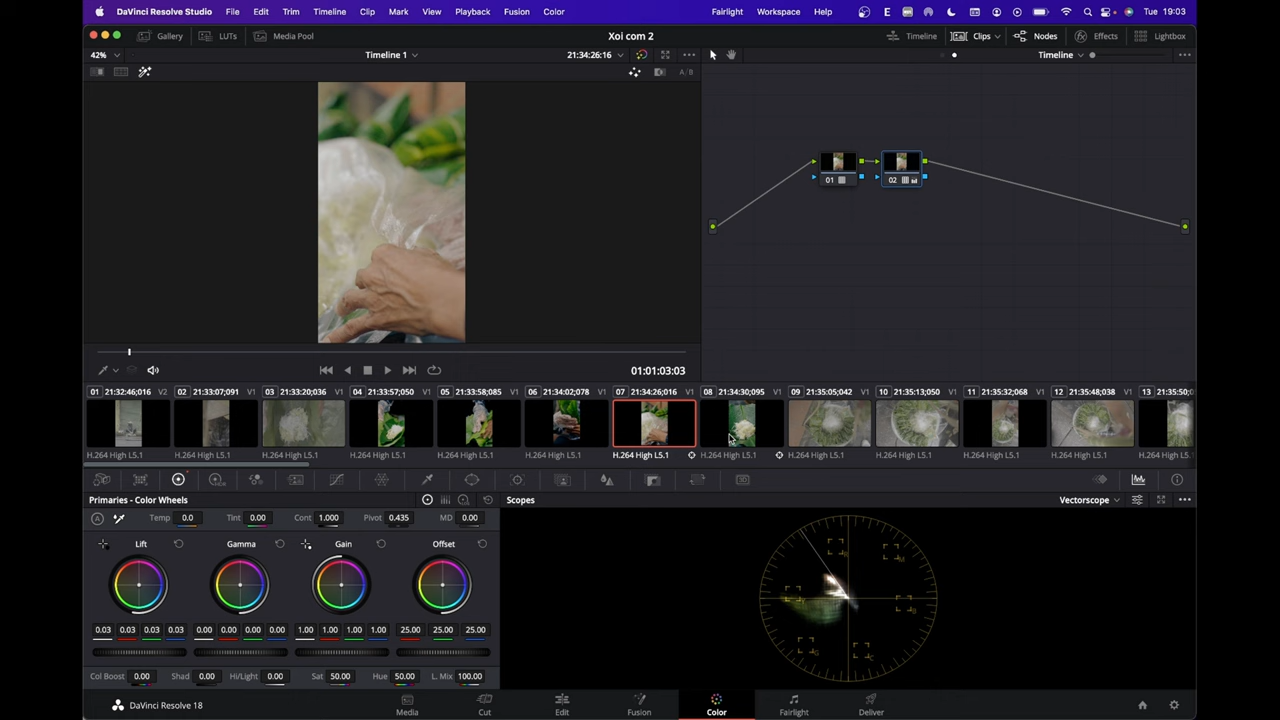 DaVinci Resolve Studio File Edit Trim Timeline Clip Mark View Playback Fusion Color Fairlight Workspace Help Tue 19:03
Gallery LUTs Media Pool Xoi com 2 Timeline Clips Nodes Effects Lightbox
42% Timeline 1 21:34:26:16 Timeline
A/B
01 02
01:01:03:03
01 21:32:46;016 V2 02 21:33:07;091 V1 03 21:33:20;036 V1 04 21:33:57;050 V1 05 21:33:58;085 V1 06 21:34:02;078 V1 07 21:34:26;016 V1 08 21:34:30;095 V1 09 21:35:05;042 V1 10 21:35:13;050 V1 11 21:35:32;068 V1 12 21:35:48;038 V1 13 21:35:50;0
H.264 High L5.1 H.264 High L5.1 H.264 High L5.1 H.264 High L5.1 H.264 High L5.1 H.264 High L5.1 H.264 High L5.1 H.264 High L5.1 H.264 High L5.1 H.264 High L5.1 H.264 High L5.1 H.264 High L5.1 H.264 High L5.1
Primaries - Color Wheels Scopes Vectorscope
Temp 0.0 Tint 0.00 Cont 1.000 Pivot 0.435 MD 0.00
Lift Gamma Gain Offset
0.03 0.03 0.03 0.03 0.00 0.00 0.00 0.00 1.00 1.00 1.00 1.00 25.00 25.00 25.00
Col Boost 0.00 Shad 0.00 Hi/Light 0.00 Sat 50.00 Hue 50.00 L. Mix 100.00
DaVinci Resolve 18 Media Cut Edit Fusion Color Fairlight Deliver